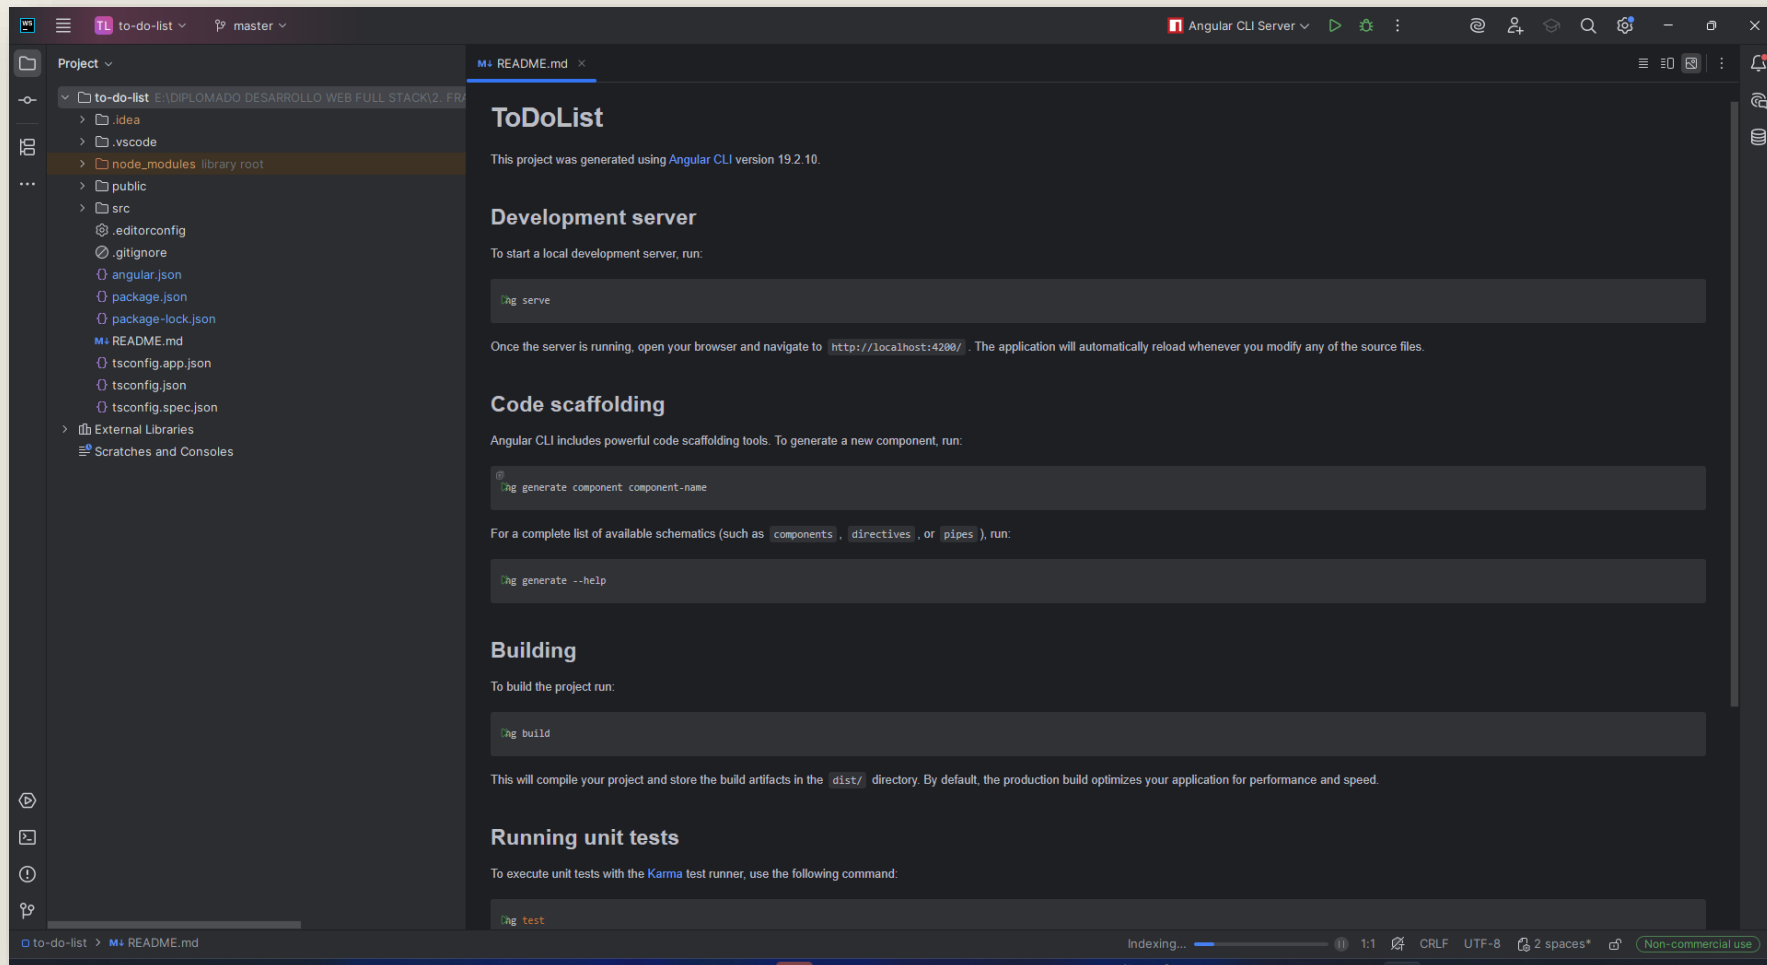 WS
TL to-do-list
master
Angular CLI Server
Project
README.md
to-do-list E:\DIPLOMADO DESARROLLO WEB FULL STACK\2. FRA
.idea
.vscode
node_modules library root
public
src
.editorconfig
.gitignore
{} angular.json
{} package.json
{} package-lock.json
M↓ README.md
{} tsconfig.app.json
{} tsconfig.json
{} tsconfig.spec.json
External Libraries
Scratches and Consoles
ToDoList
This project was generated using Angular CLI version 19.2.10.
Development server
To start a local development server, run:
ng serve
Once the server is running, open your browser and navigate to http://localhost:4200/ . The application will automatically reload whenever you modify any of the source files.
Code scaffolding
Angular CLI includes powerful code scaffolding tools. To generate a new component, run:
ng generate component component-name
For a complete list of available schematics (such as components , directives , or pipes ), run:
ng generate --help
Building
To build the project run:
ng build
This will compile your project and store the build artifacts in the dist/ directory. By default, the production build optimizes your application for performance and speed.
Running unit tests
To execute unit tests with the Karma test runner, use the following command:
ng test
to-do-list > M↓ README.md
Indexing... 1:1 CRLF UTF-8 2 spaces* Non-commercial use